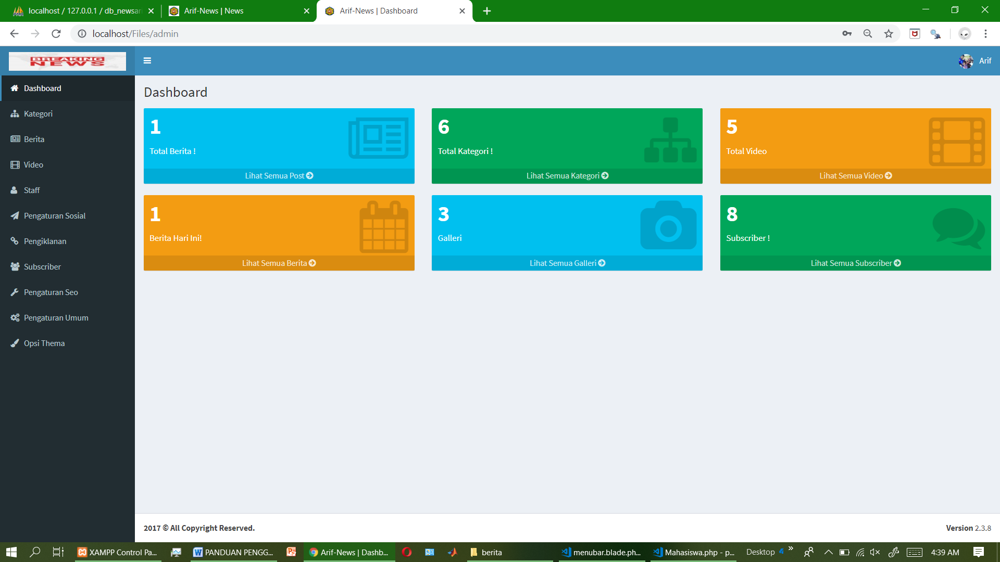 localhost / 127.0.0.1 / db_newsari
Arif-News | News
Arif-News | Dashboard
localhost/Files/admin
BREAKING
NEWS
Arif
Dashboard
Kategori
Berita
Video
Staff
Pengaturan Sosial
Pengiklanan
Subscriber
Pengaturan Seo
Pengaturan Umum
Opsi Thema
Dashboard
1
Total Berita !
Lihat Semua Post
6
Total Kategori !
Lihat Semua Kategori
5
Total Video
Lihat Semua Video
1
Berita Hari Ini!
Lihat Semua Berita
3
Galleri
Lihat Semua Galleri
8
Subscriber !
Lihat Semua Subscriber
2017 © All Copyright Reserved.
Version 2.3.8
XAMPP Control Pa...
PANDUAN PENGG...
Arif-News | Dashb...
berita
menubar.blade.ph...
Mahasiswa.php - p...
Desktop
4:39 AM